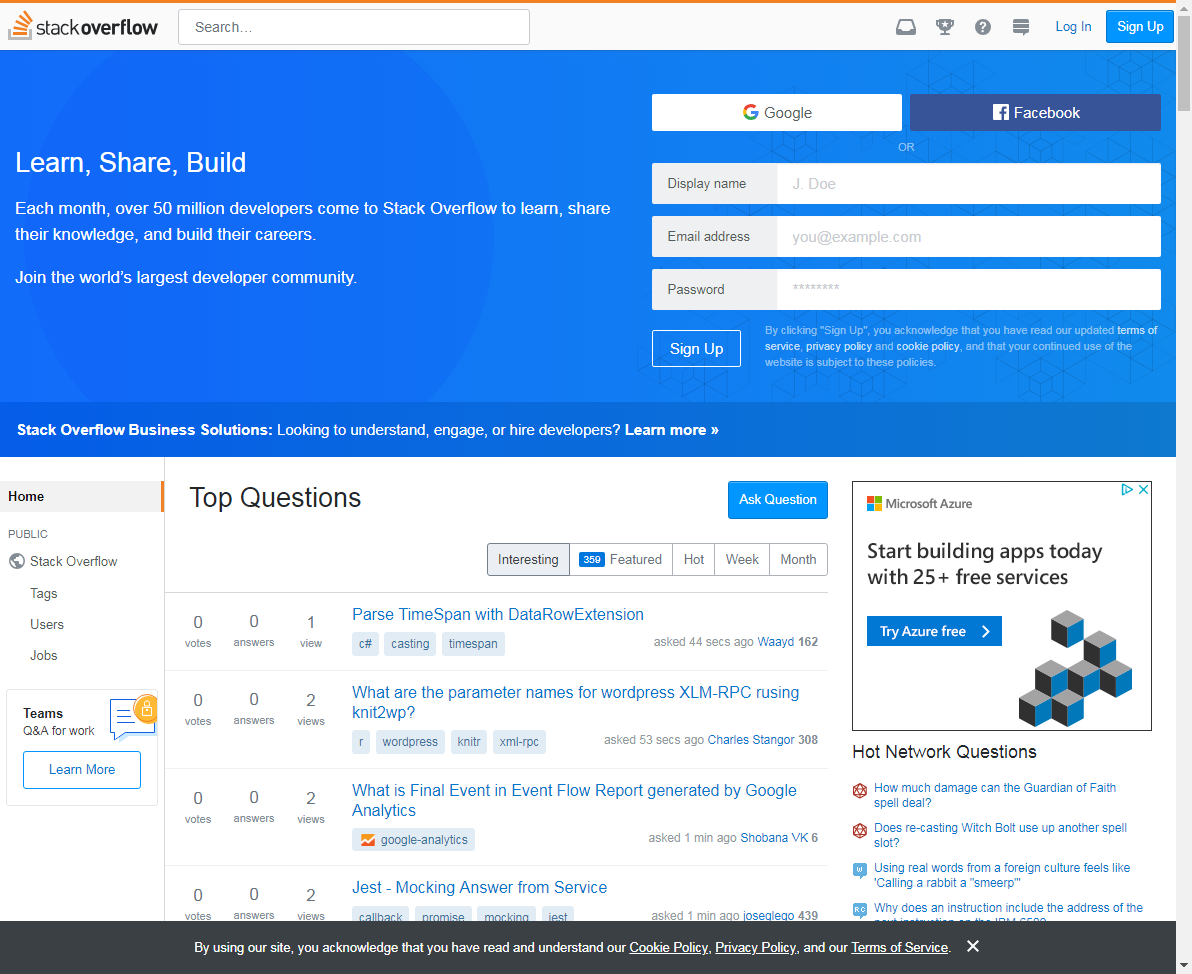 stackoverflow
Search…
Log In
Sign Up
Google
Facebook
OR
Learn, Share, Build
Each month, over 50 million developers come to Stack Overflow to learn, share
their knowledge, and build their careers.
Join the world’s largest developer community.
Display name
J. Doe
Email address
you@example.com
Password
********
Sign Up
By clicking "Sign Up", you acknowledge that you have read our updated terms of
service, privacy policy and cookie policy, and that your continued use of the
website is subject to these policies.
Stack Overflow Business Solutions: Looking to understand, engage, or hire developers? Learn more »
Home
PUBLIC
Stack Overflow
Tags
Users
Jobs
Teams
Q&A for work
Learn More
Top Questions
Ask Question
Interesting
359 Featured
Hot
Week
Month
0 votes
0 answers
1 view
Parse TimeSpan with DataRowExtension
c# casting timespan
asked 44 secs ago Waayd 162
0 votes
0 answers
2 views
What are the parameter names for wordpress XLM-RPC rusing
knit2wp?
r wordpress knitr xml-rpc
asked 53 secs ago Charles Stangor 308
0 votes
0 answers
2 views
What is Final Event in Event Flow Report generated by Google
Analytics
google-analytics
asked 1 min ago Shobana VK 6
0 votes
0 answers
2 views
Jest - Mocking Answer from Service
callback promise mocking jest
asked 1 min ago joseglego 439
Microsoft Azure
Start building apps today
with 25+ free services
Try Azure free
Hot Network Questions
How much damage can the Guardian of Faith
spell deal?
Does re-casting Witch Bolt use up another spell
slot?
Using real words from a foreign culture feels like
'Calling a rabbit a "smeerp"'
Why does an instruction include the address of the
next instruction on the IBM 6580
By using our site, you acknowledge that you have read and understand our Cookie Policy, Privacy Policy, and our Terms of Service.